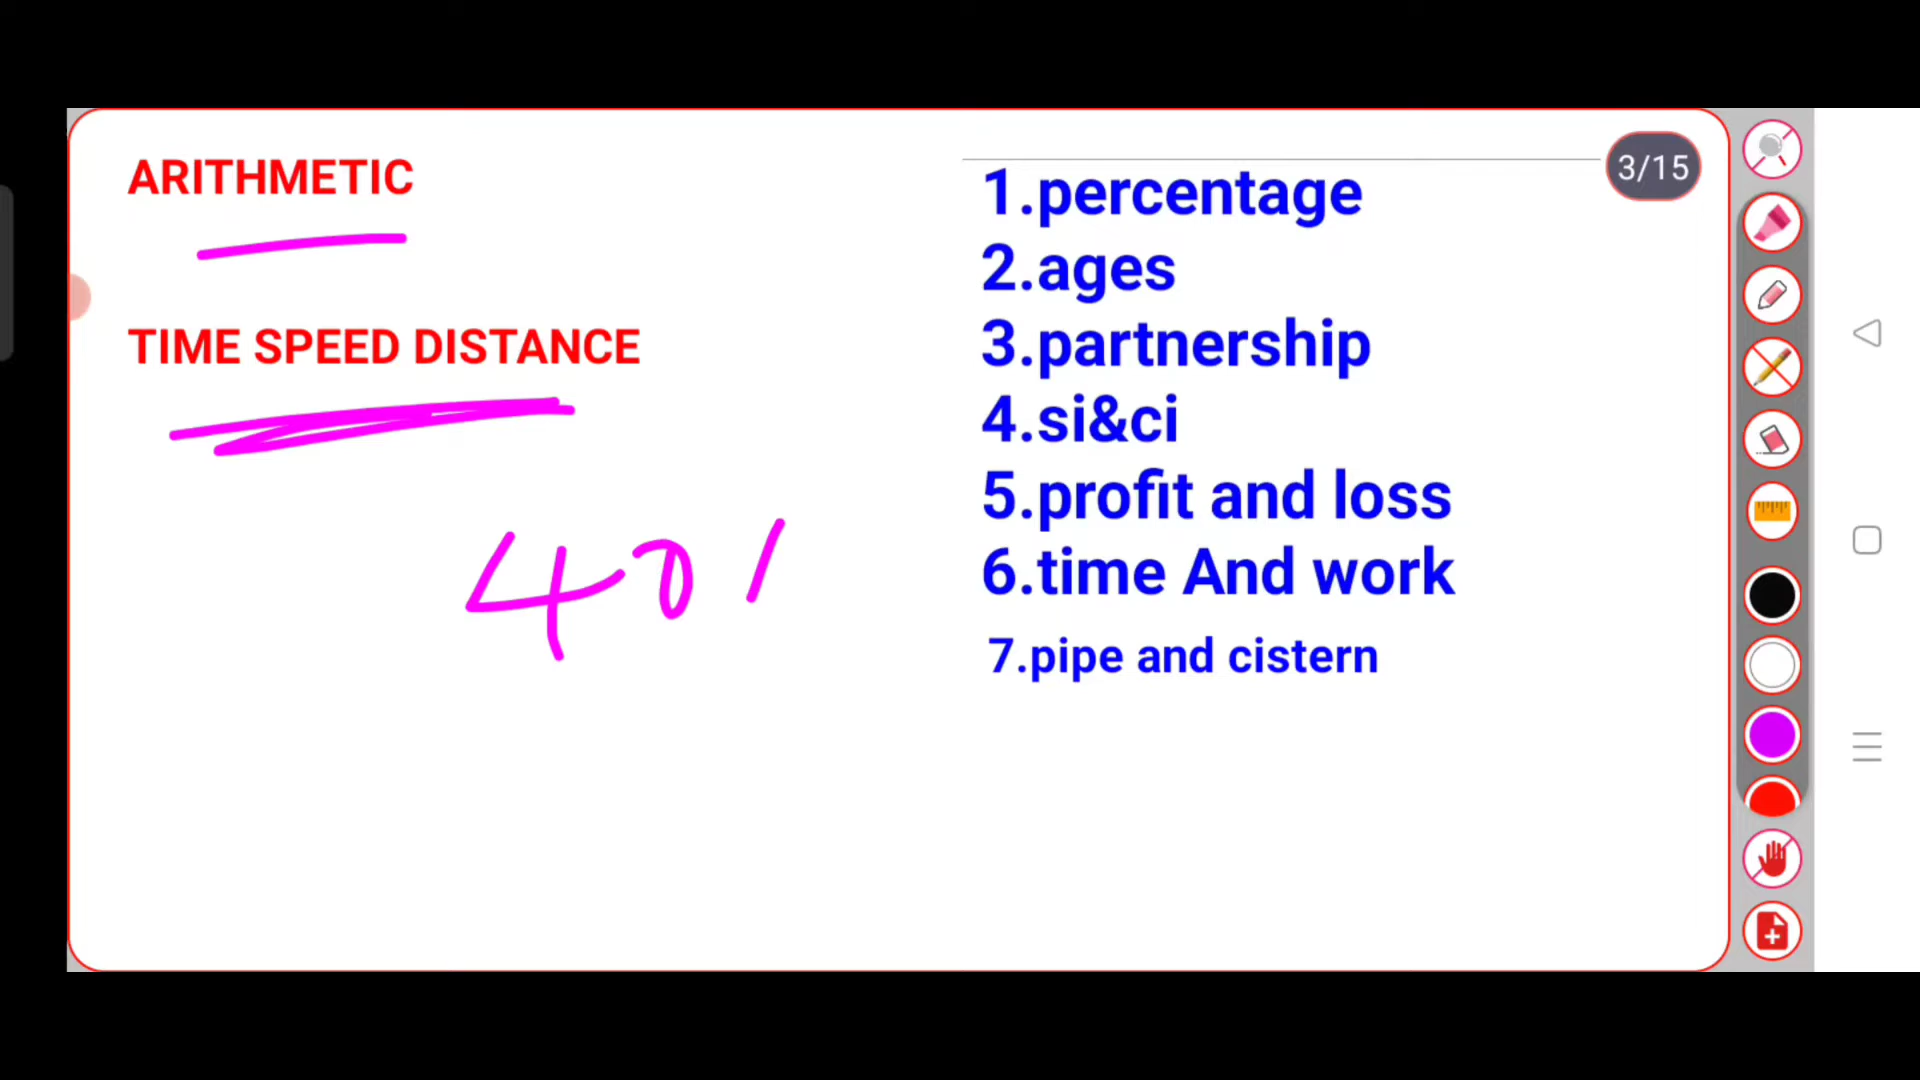 ARITHMETIC
TIME SPEED DISTANCE
40/
1.percentage
2.ages
3.partnership
4.si&ci
5.profit and loss
6.time And work
7.pipe and cistern
3/15